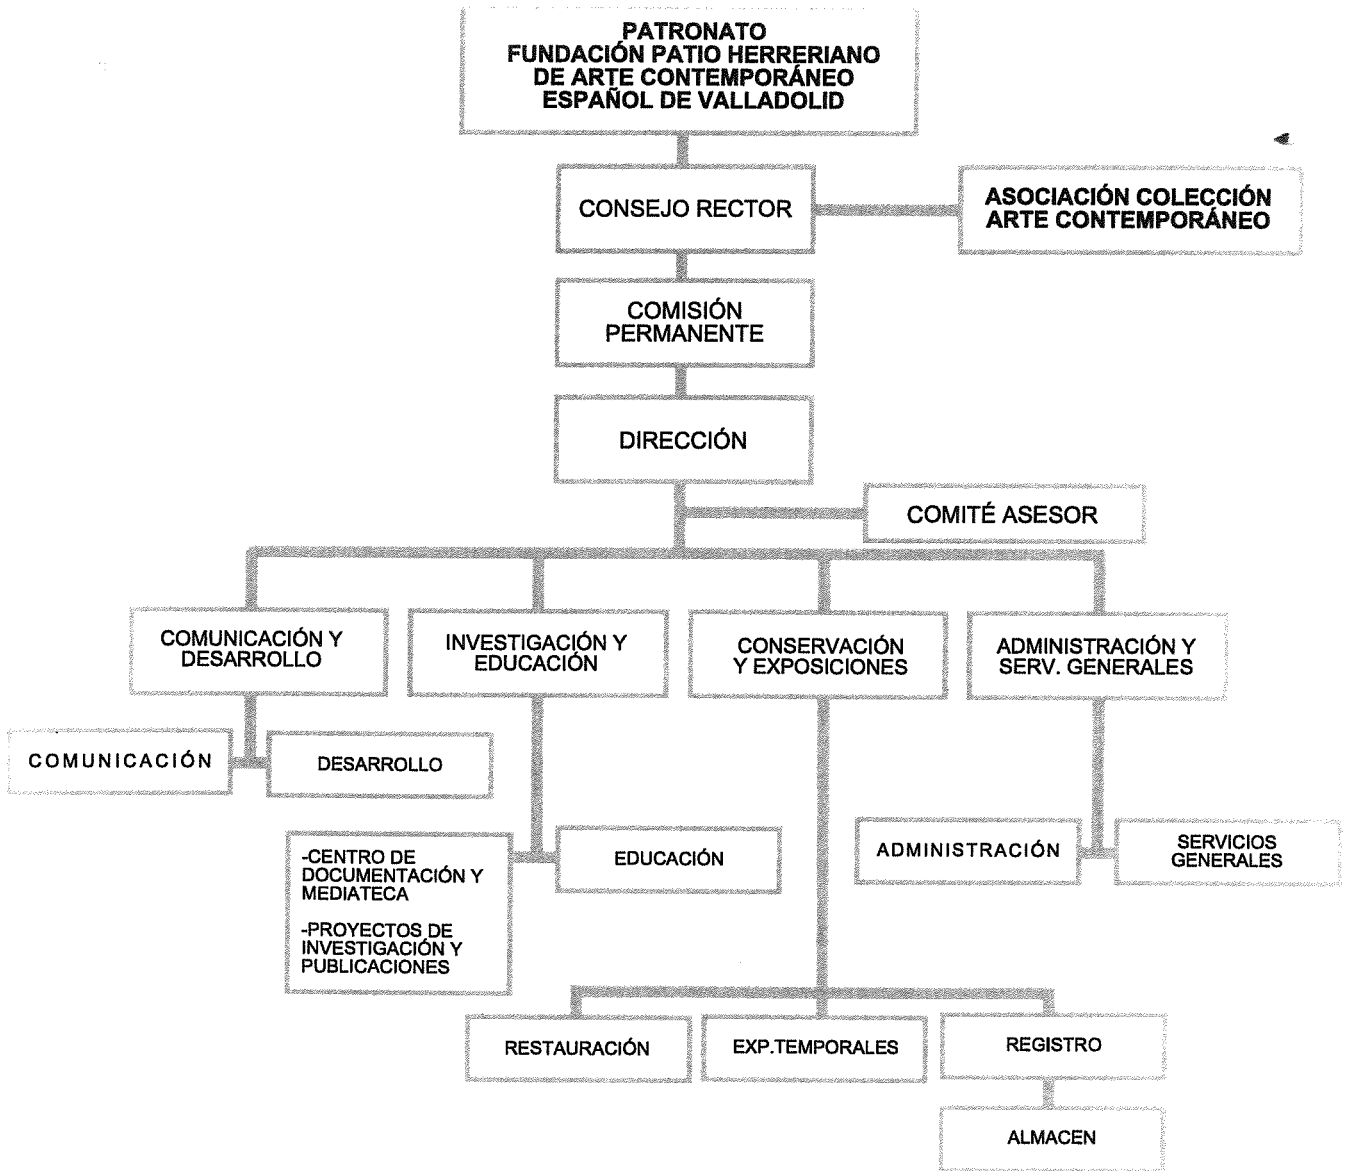 PATRONATO
FUNDACIÓN PATIO HERRERIANO
DE ARTE CONTEMPORÁNEO
ESPAÑOL DE VALLADOLID
CONSEJO RECTOR
ASOCIACIÓN COLECCIÓN
ARTE CONTEMPORÁNEO
COMISIÓN
PERMANENTE
DIRECCIÓN
COMITÉ ASESOR
COMUNICACIÓN Y
DESARROLLO
INVESTIGACIÓN Y
EDUCACIÓN
CONSERVACIÓN
Y EXPOSICIONES
ADMINISTRACIÓN Y
SERV. GENERALES
COMUNICACIÓN
DESARROLLO
-CENTRO DE
DOCUMENTACIÓN Y
MEDIATECA
-PROYECTOS DE
INVESTIGACIÓN Y
PUBLICACIONES
EDUCACIÓN
ADMINISTRACIÓN
SERVICIOS
GENERALES
RESTAURACIÓN
EXP.TEMPORALES
REGISTRO
ALMACEN